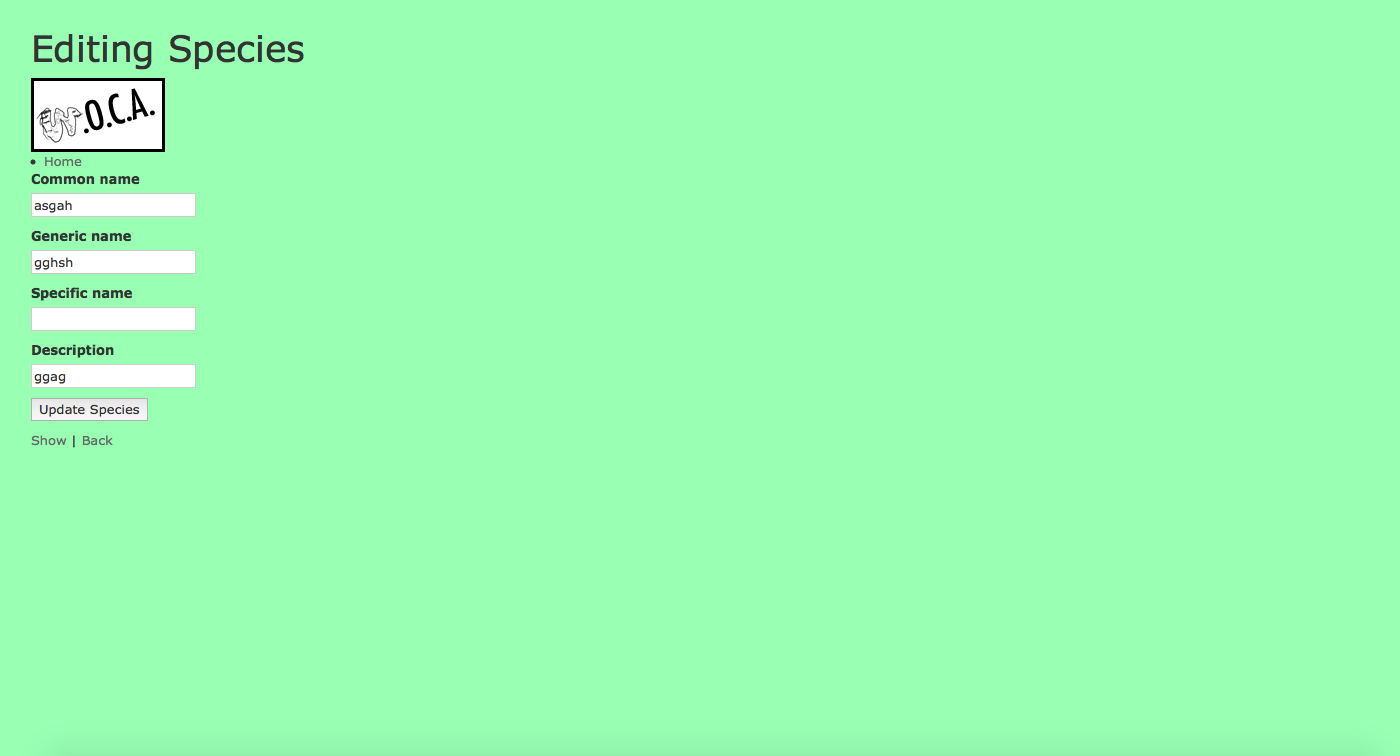 Editing Species
.O.C.A.
Home
Common name
asgah
Generic name
gghsh
Specific name
Description
ggag
Update Species
Show | Back